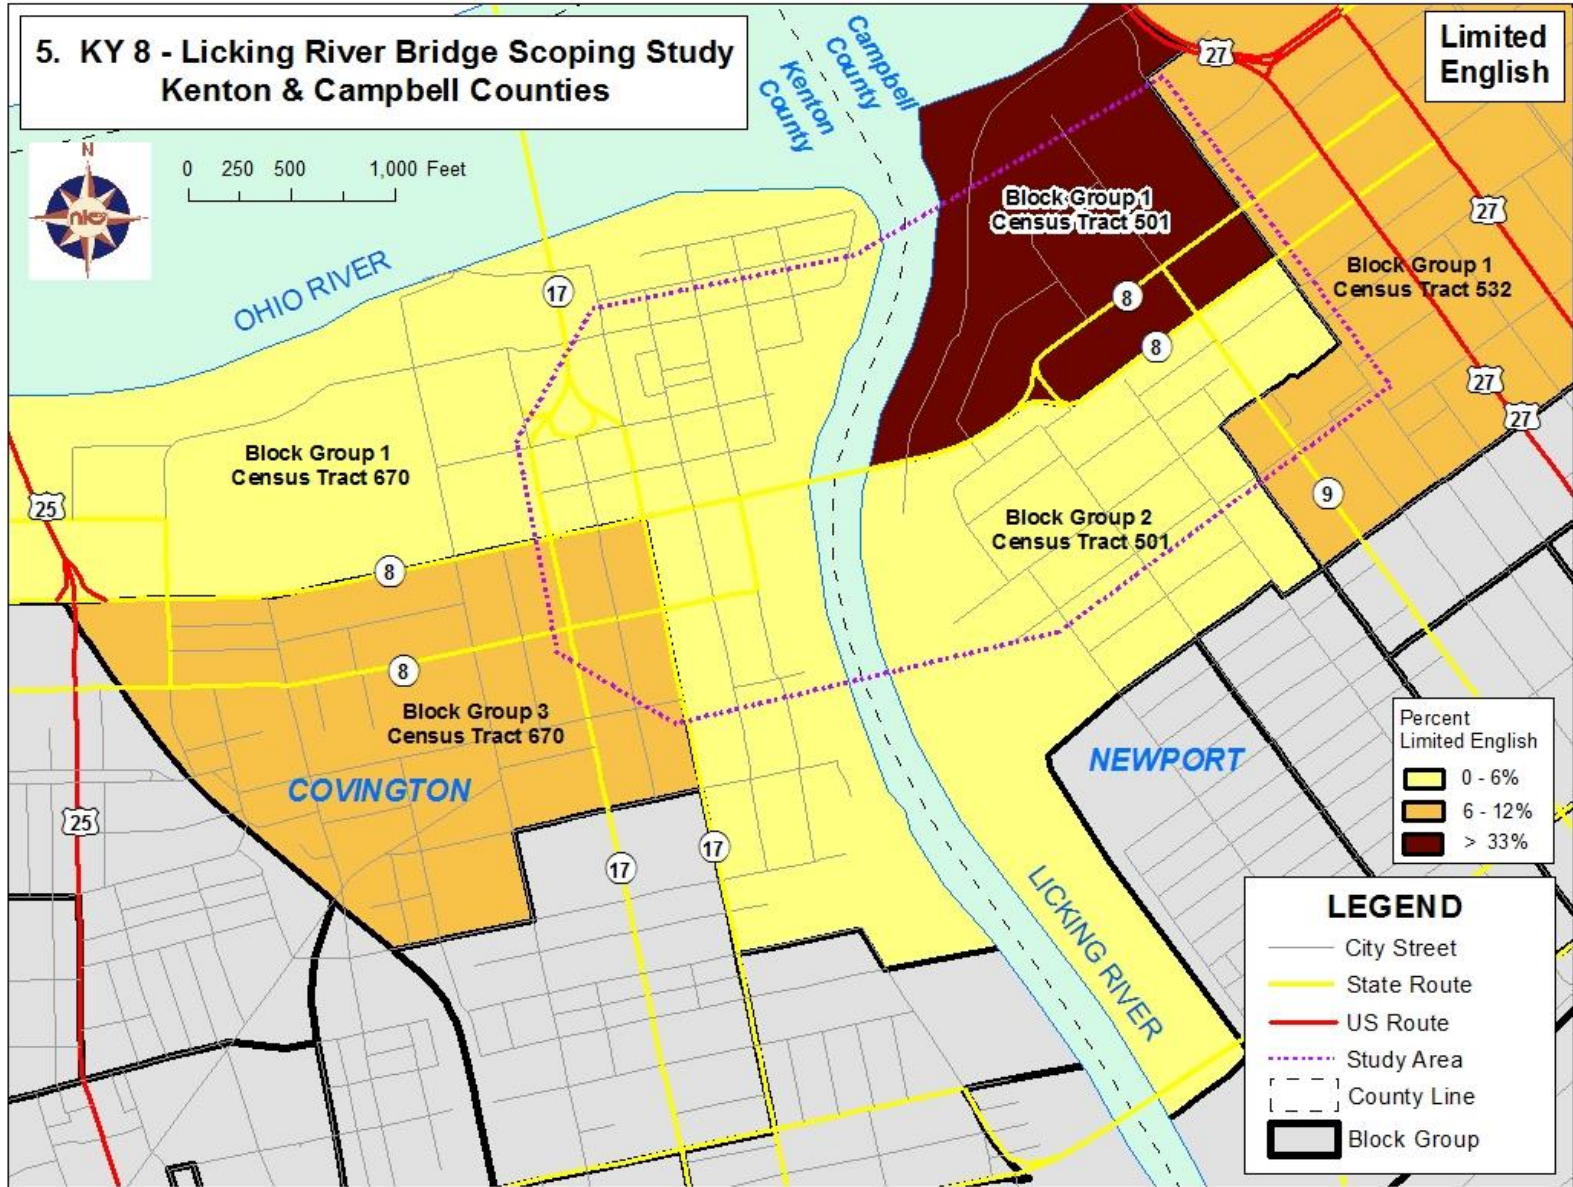 5. KY 8 - Licking River Bridge Scoping Study
Kenton & Campbell Counties
Limited
English
N
nkc
0 250 500 1,000 Feet
Campbell
County
Kenton
County
27
OHIO RIVER
17
Block Group 1
Census Tract 501
27
Block Group 1
Census Tract 532
8
8
27
27
Block Group 1
Census Tract 670
25
9
Block Group 2
Census Tract 501
8
8
Block Group 3
Census Tract 670
COVINGTON
NEWPORT
25
17
17
LICKING RIVER
Percent
Limited English
0 - 6%
6 - 12%
> 33%
LEGEND
City Street
State Route
US Route
Study Area
County Line
Block Group